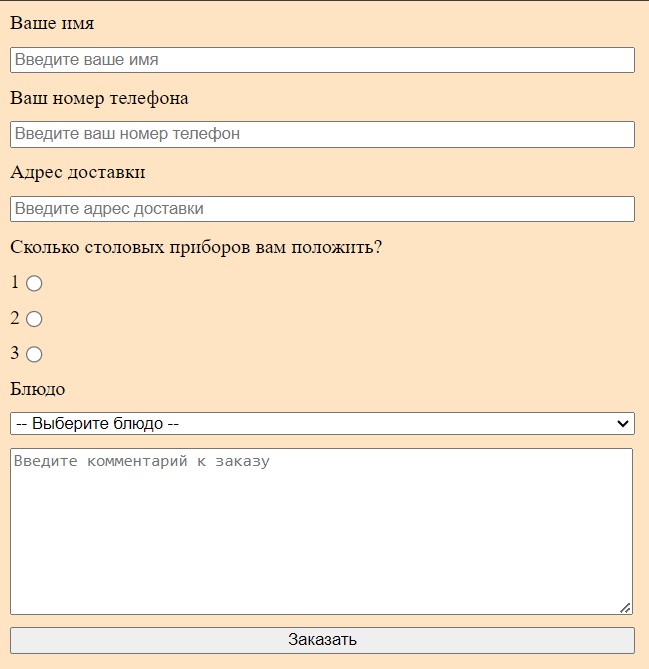 Ваше имя
Введите ваше имя
Ваш номер телефона
Введите ваш номер телефон
Адрес доставки
Введите адрес доставки
Сколько столовых приборов вам положить?
1
2
3
Блюдо
-- Выберите блюдо --
Введите комментарий к заказу
Заказать